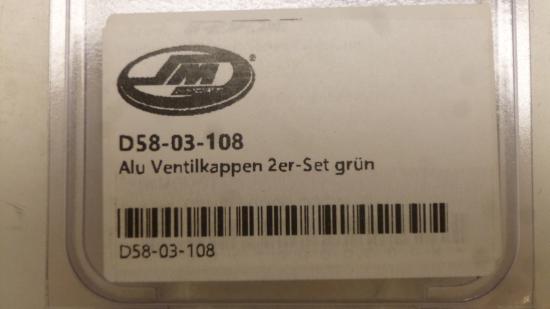 JM
®
D58-03-108
Alu Ventilkappen 2er-Set grün
D58-03-108